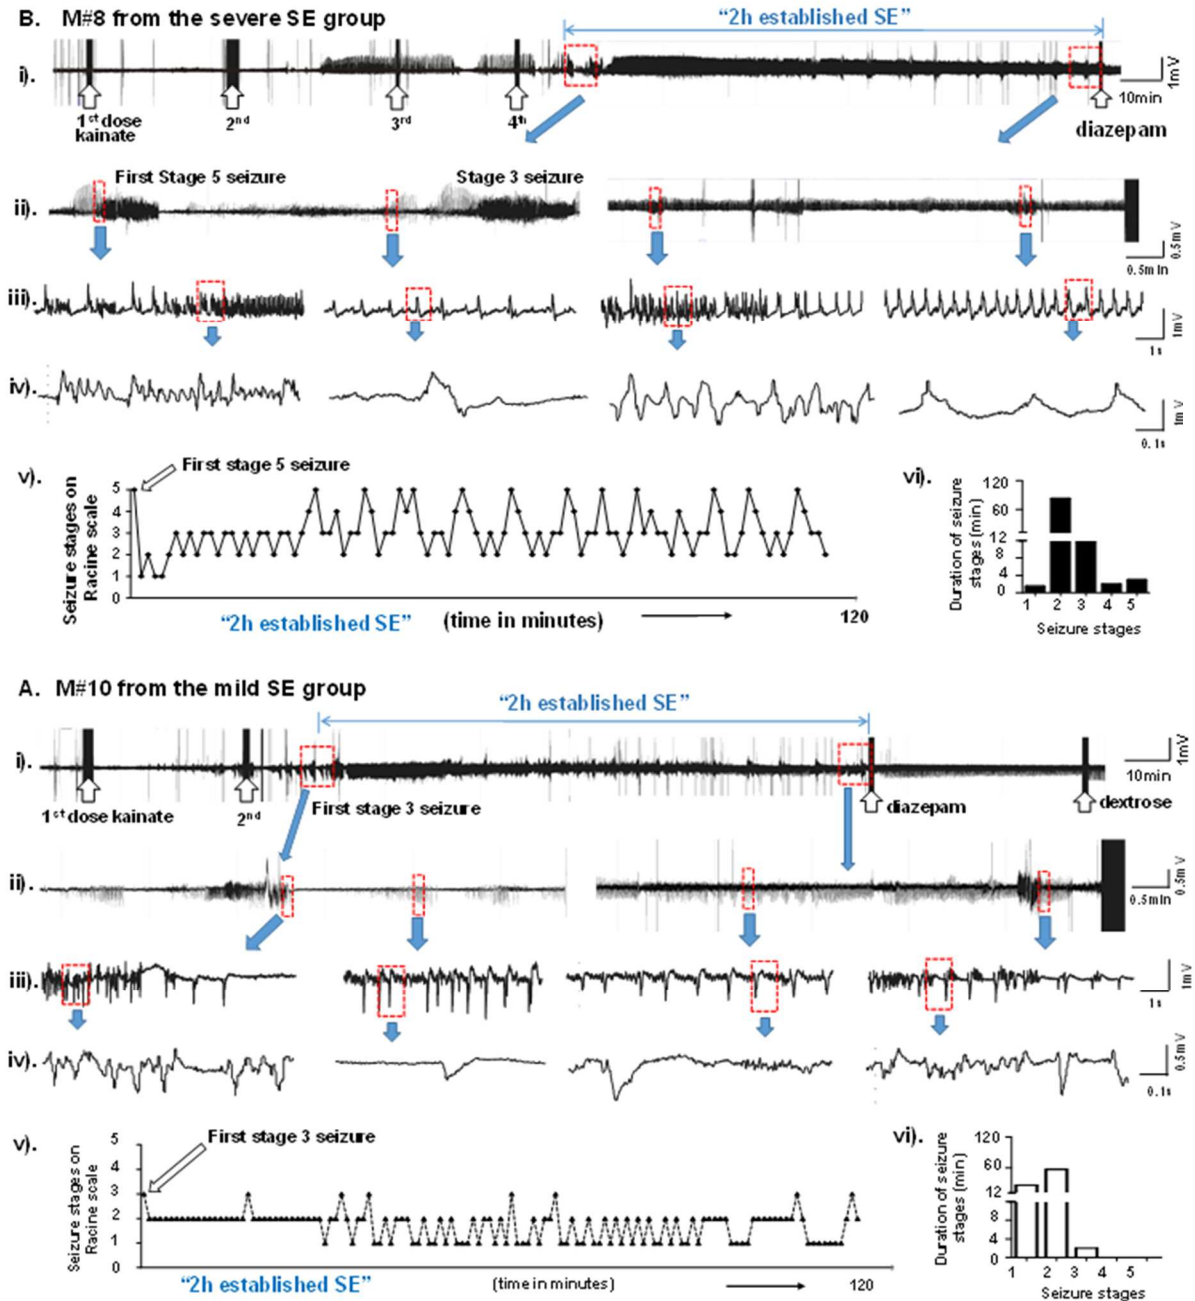 B. M#8 from the severe SE group
“2h established SE”
i).
1st dose
kainate
2nd
3rd
4th
1mV
10min
diazepam
First Stage 5 seizure
Stage 3 seizure
ii).
0.5mV
0.5min
iii).
1mV
1s
iv).
1mV
0.1s
v).
First stage 5 seizure
Seizure stages on
Racine scale
5
4
3
2
1
0
“2h established SE”
(time in minutes)
120
vi).
Duration of seizure
stages (min)
120
60
12
8
4
0
1 2 3 4 5
Seizure stages
A. M#10 from the mild SE group
“2h established SE”
i).
1st dose kainate
2nd
First stage 3 seizure
diazepam
dextrose
1mV
10min
ii).
0.5mV
0.5min
iii).
1mV
1s
iv).
0.5mV
0.1s
v).
First stage 3 seizure
Seizure stages on
Racine scale
5
4
3
2
1
0
“2h established SE”
(time in minutes)
120
vi).
Duration of seizure
stages (min)
120
60
12
8
4
0
1 2 3 4 5
Seizure stages